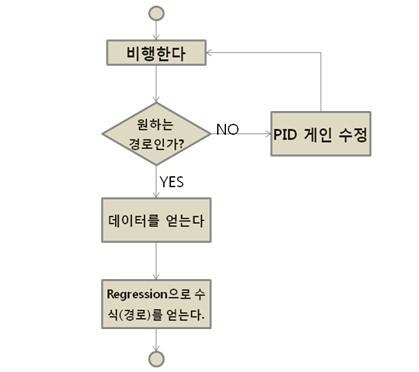 비행한다
원하는
경로인가?
NO
PID 게인 수정
YES
데이터를 얻는다
Regression으로 수
식(경로)를 얻는다.